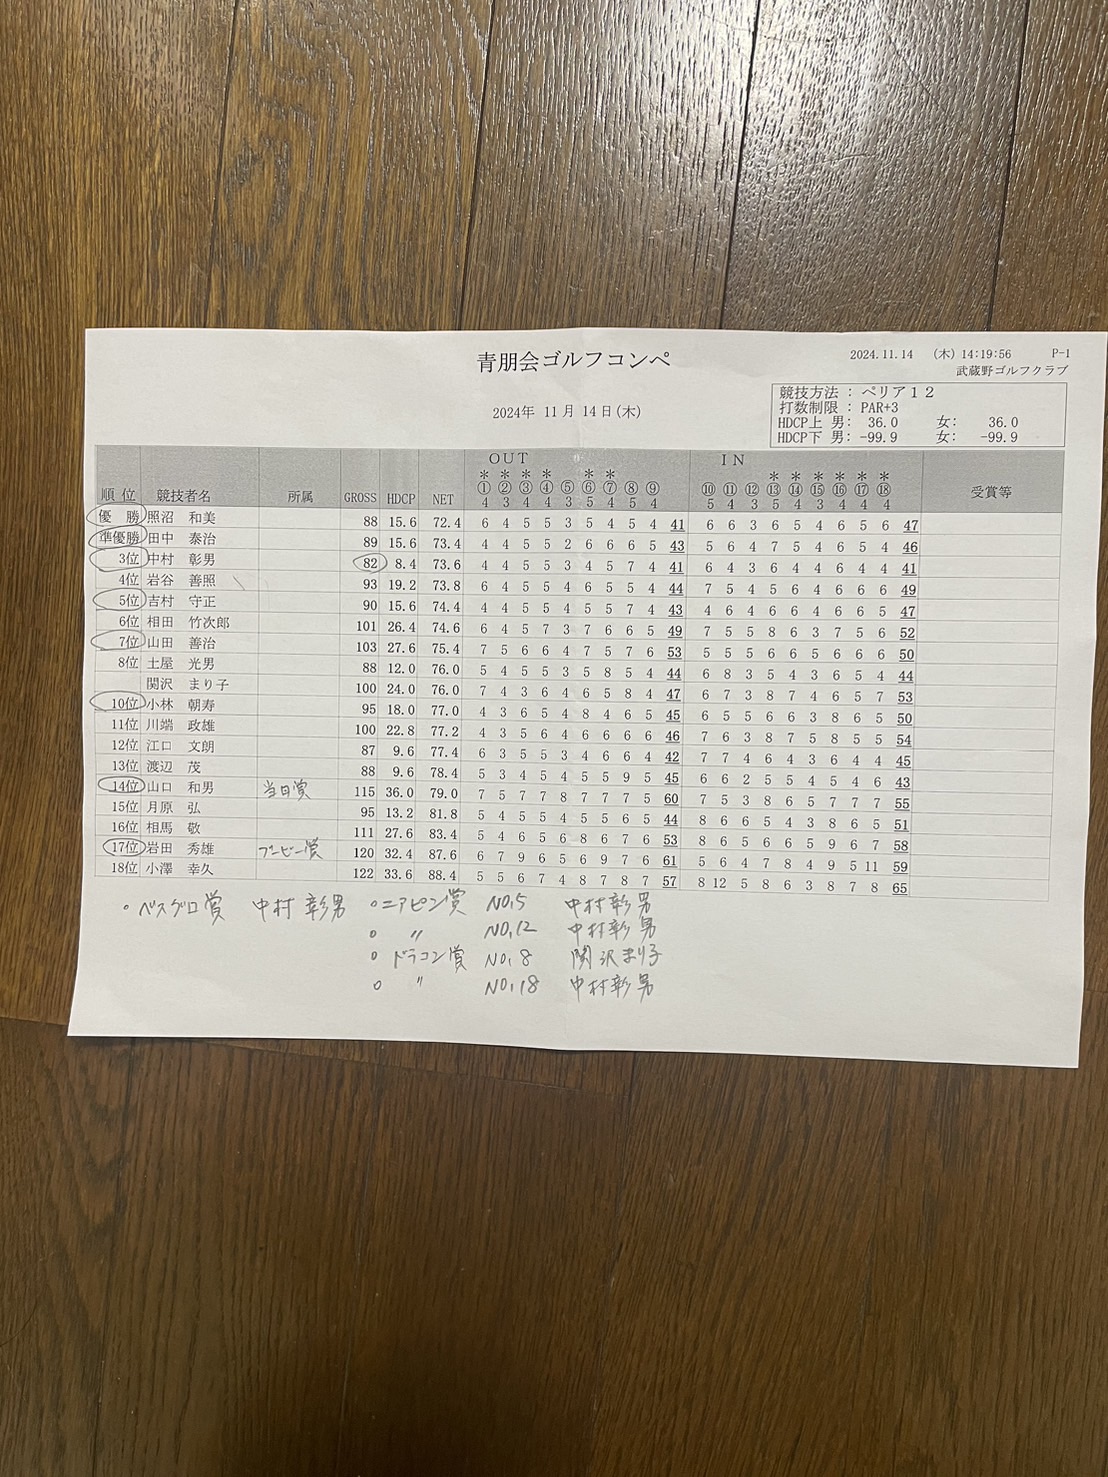 青朋会ゴルフコンペ
2024.11.14 (木) 14:19:56 P-1
武蔵野ゴルフクラブ
2024年 11月 14日(木)
競技方法 : ペリア12
打数制限 : PAR+3
HDCP上 男: 36.0 女: 36.0
HDCP下 男: -99.9 女: -99.9
OUT IN
* * * * * * * * * * * *
順位 競技者名 所属 GROSS HDCP NET ① ② ③ ④ ⑤ ⑥ ⑦ ⑧ ⑨ ⑩ ⑪ ⑫ ⑬ ⑭ ⑮ ⑯ ⑰ ⑱ 受賞等
4 3 4 4 3 5 4 5 4 5 4 3 5 4 3 4 4 4
優勝 照沼 和美 88 15.6 72.4 6 4 5 5 3 5 4 5 4 41 6 6 3 6 5 4 6 5 6 47
準優勝 田中 泰治 89 15.6 73.4 4 4 5 5 2 6 6 6 5 43 5 6 4 7 5 4 6 5 4 46
3位 中村 彰男 82 8.4 73.6 4 4 5 5 3 4 5 7 4 41 6 4 3 6 4 4 6 4 4 41
4位 岩谷 善照 93 19.2 73.8 6 4 5 5 4 6 5 5 4 44 7 5 4 5 6 4 6 6 6 49
5位 吉村 守正 90 15.6 74.4 4 4 5 5 4 5 5 7 4 43 4 6 4 6 6 4 6 6 5 47
6位 相田 竹次郎 101 26.4 74.6 6 4 5 7 3 7 6 6 5 49 7 5 5 8 6 3 7 5 6 52
7位 山田 善治 103 27.6 75.4 7 5 6 6 4 7 5 7 6 53 5 5 5 6 6 5 6 6 6 50
8位 土屋 光男 88 12.0 76.0 5 4 5 5 3 5 8 5 4 44 6 8 3 5 4 3 6 5 4 44
関沢 まり子 100 24.0 76.0 7 4 3 6 4 6 5 8 4 47 6 7 3 8 7 4 6 5 7 53
10位 小林 朝寿 95 18.0 77.0 4 3 6 5 4 8 4 6 5 45 6 5 5 6 6 3 8 6 5 50
11位 川端 政雄 100 22.8 77.2 4 3 5 6 4 6 6 6 6 46 7 6 3 8 7 5 8 5 5 54
12位 江口 文朗 87 9.6 77.4 6 3 5 5 3 4 6 6 4 42 7 7 4 6 4 3 6 4 4 45
13位 渡辺 茂 88 9.6 78.4 5 3 4 5 4 5 5 9 5 45 6 6 2 5 5 4 5 4 6 43
14位 山口 和男 当日賞 115 36.0 79.0 7 5 7 7 8 7 7 7 5 60 7 5 3 8 6 5 7 7 7 55
15位 月原 弘 95 13.2 81.8 5 4 5 5 4 5 5 6 5 44 8 6 6 5 4 3 8 6 5 51
16位 相馬 敬 111 27.6 83.4 5 4 6 5 6 8 6 7 6 53 8 6 5 6 6 5 9 6 7 58
17位 岩田 秀雄 ブービー賞 120 32.4 87.6 6 7 9 6 5 6 9 7 6 61 5 6 4 7 8 4 9 5 11 59
18位 小澤 幸久 122 33.6 88.4 5 5 6 7 4 8 7 8 7 57 8 12 5 8 6 3 8 7 8 65
・ベスグロ賞 中村彰男 ○ニアピン賞 NO,5 中村彰男
○ 〃 NO,12 中村彰男
○ドラコン賞 NO,8 関沢まり子
○ 〃 NO,18 中村彰男